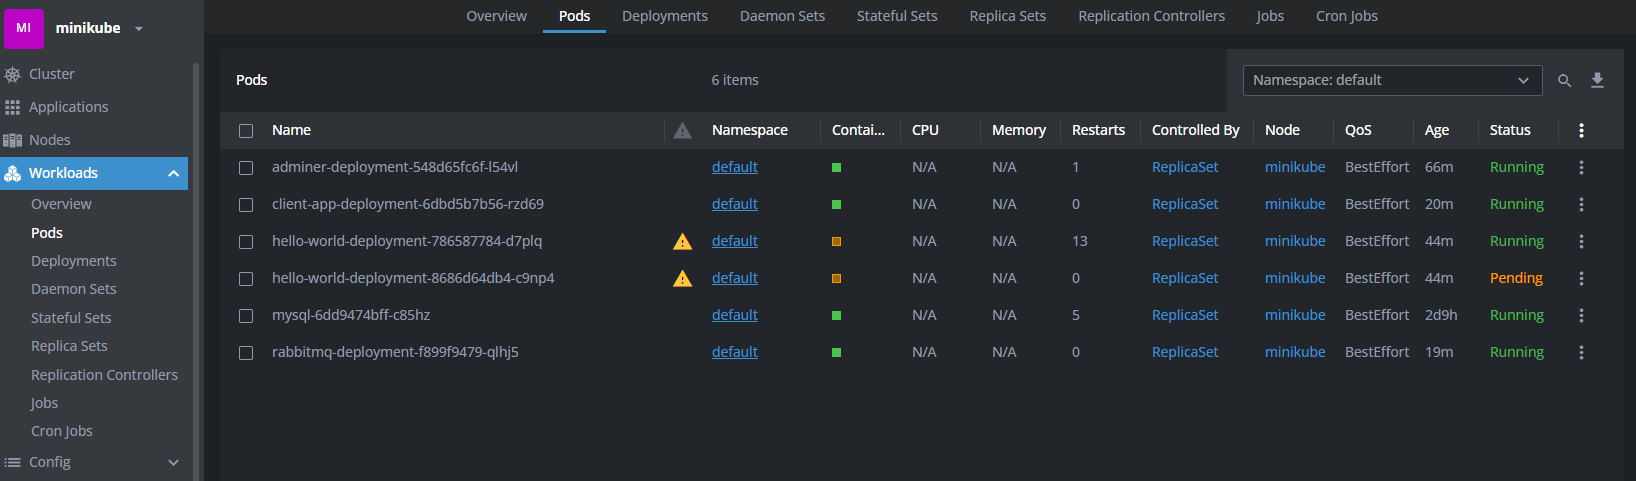 MI minikube
Overview Pods Deployments Daemon Sets Stateful Sets Replica Sets Replication Controllers Jobs Cron Jobs
Cluster
Applications
Nodes
Workloads
Overview
Pods
Deployments
Daemon Sets
Stateful Sets
Replica Sets
Replication Controllers
Jobs
Cron Jobs
Config
Pods 6 items Namespace: default
Name Namespace Contai... CPU Memory Restarts Controlled By Node QoS Age Status
adminer-deployment-548d65fc6f-l54vl default N/A N/A 1 ReplicaSet minikube BestEffort 66m Running
client-app-deployment-6dbd5b7b56-rzd69 default N/A N/A 0 ReplicaSet minikube BestEffort 20m Running
hello-world-deployment-786587784-d7plq default N/A N/A 13 ReplicaSet minikube BestEffort 44m Running
hello-world-deployment-8686d64db4-c9np4 default N/A N/A 0 ReplicaSet minikube BestEffort 44m Pending
mysql-6dd9474bff-c85hz default N/A N/A 5 ReplicaSet minikube BestEffort 2d9h Running
rabbitmq-deployment-f899f9479-qlhj5 default N/A N/A 0 ReplicaSet minikube BestEffort 19m Running